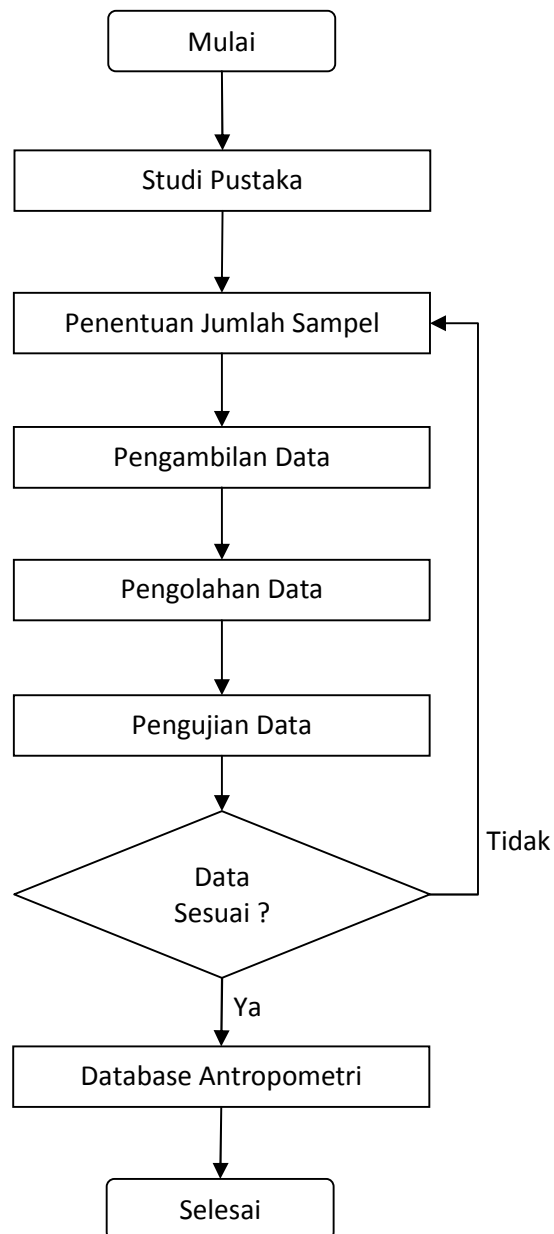 Mulai
Studi Pustaka
Penentuan Jumlah Sampel
Pengambilan Data
Pengolahan Data
Pengujian Data
Tidak
Data
Sesuai ?
Ya
Database Antropometri
Selesai